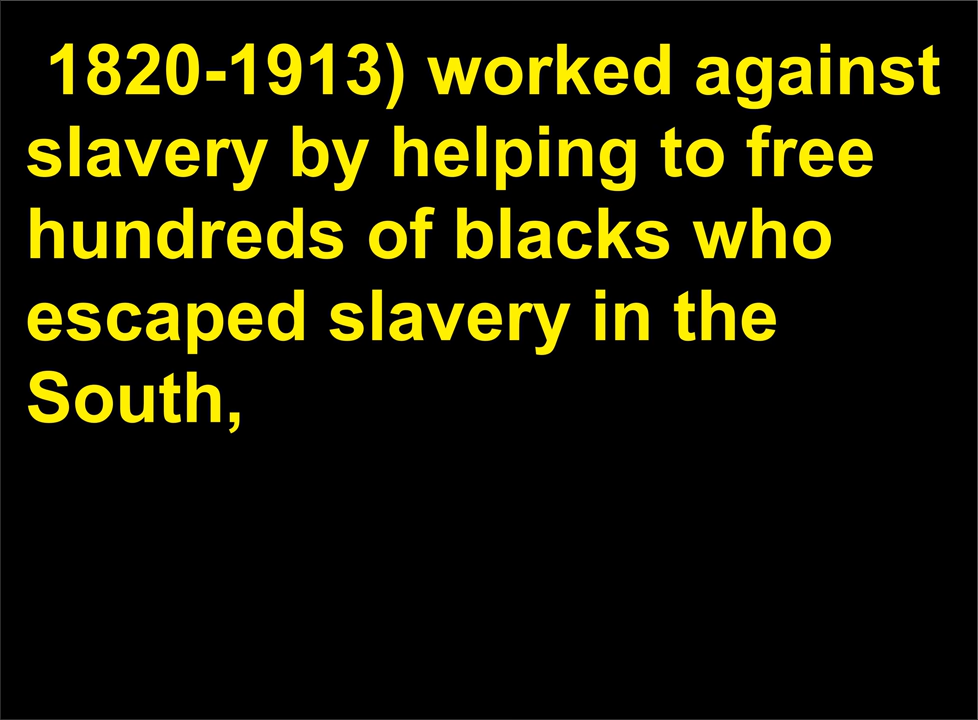 1820-1913) worked against
slavery by helping to free
hundreds of blacks who
escaped slavery in the
South,